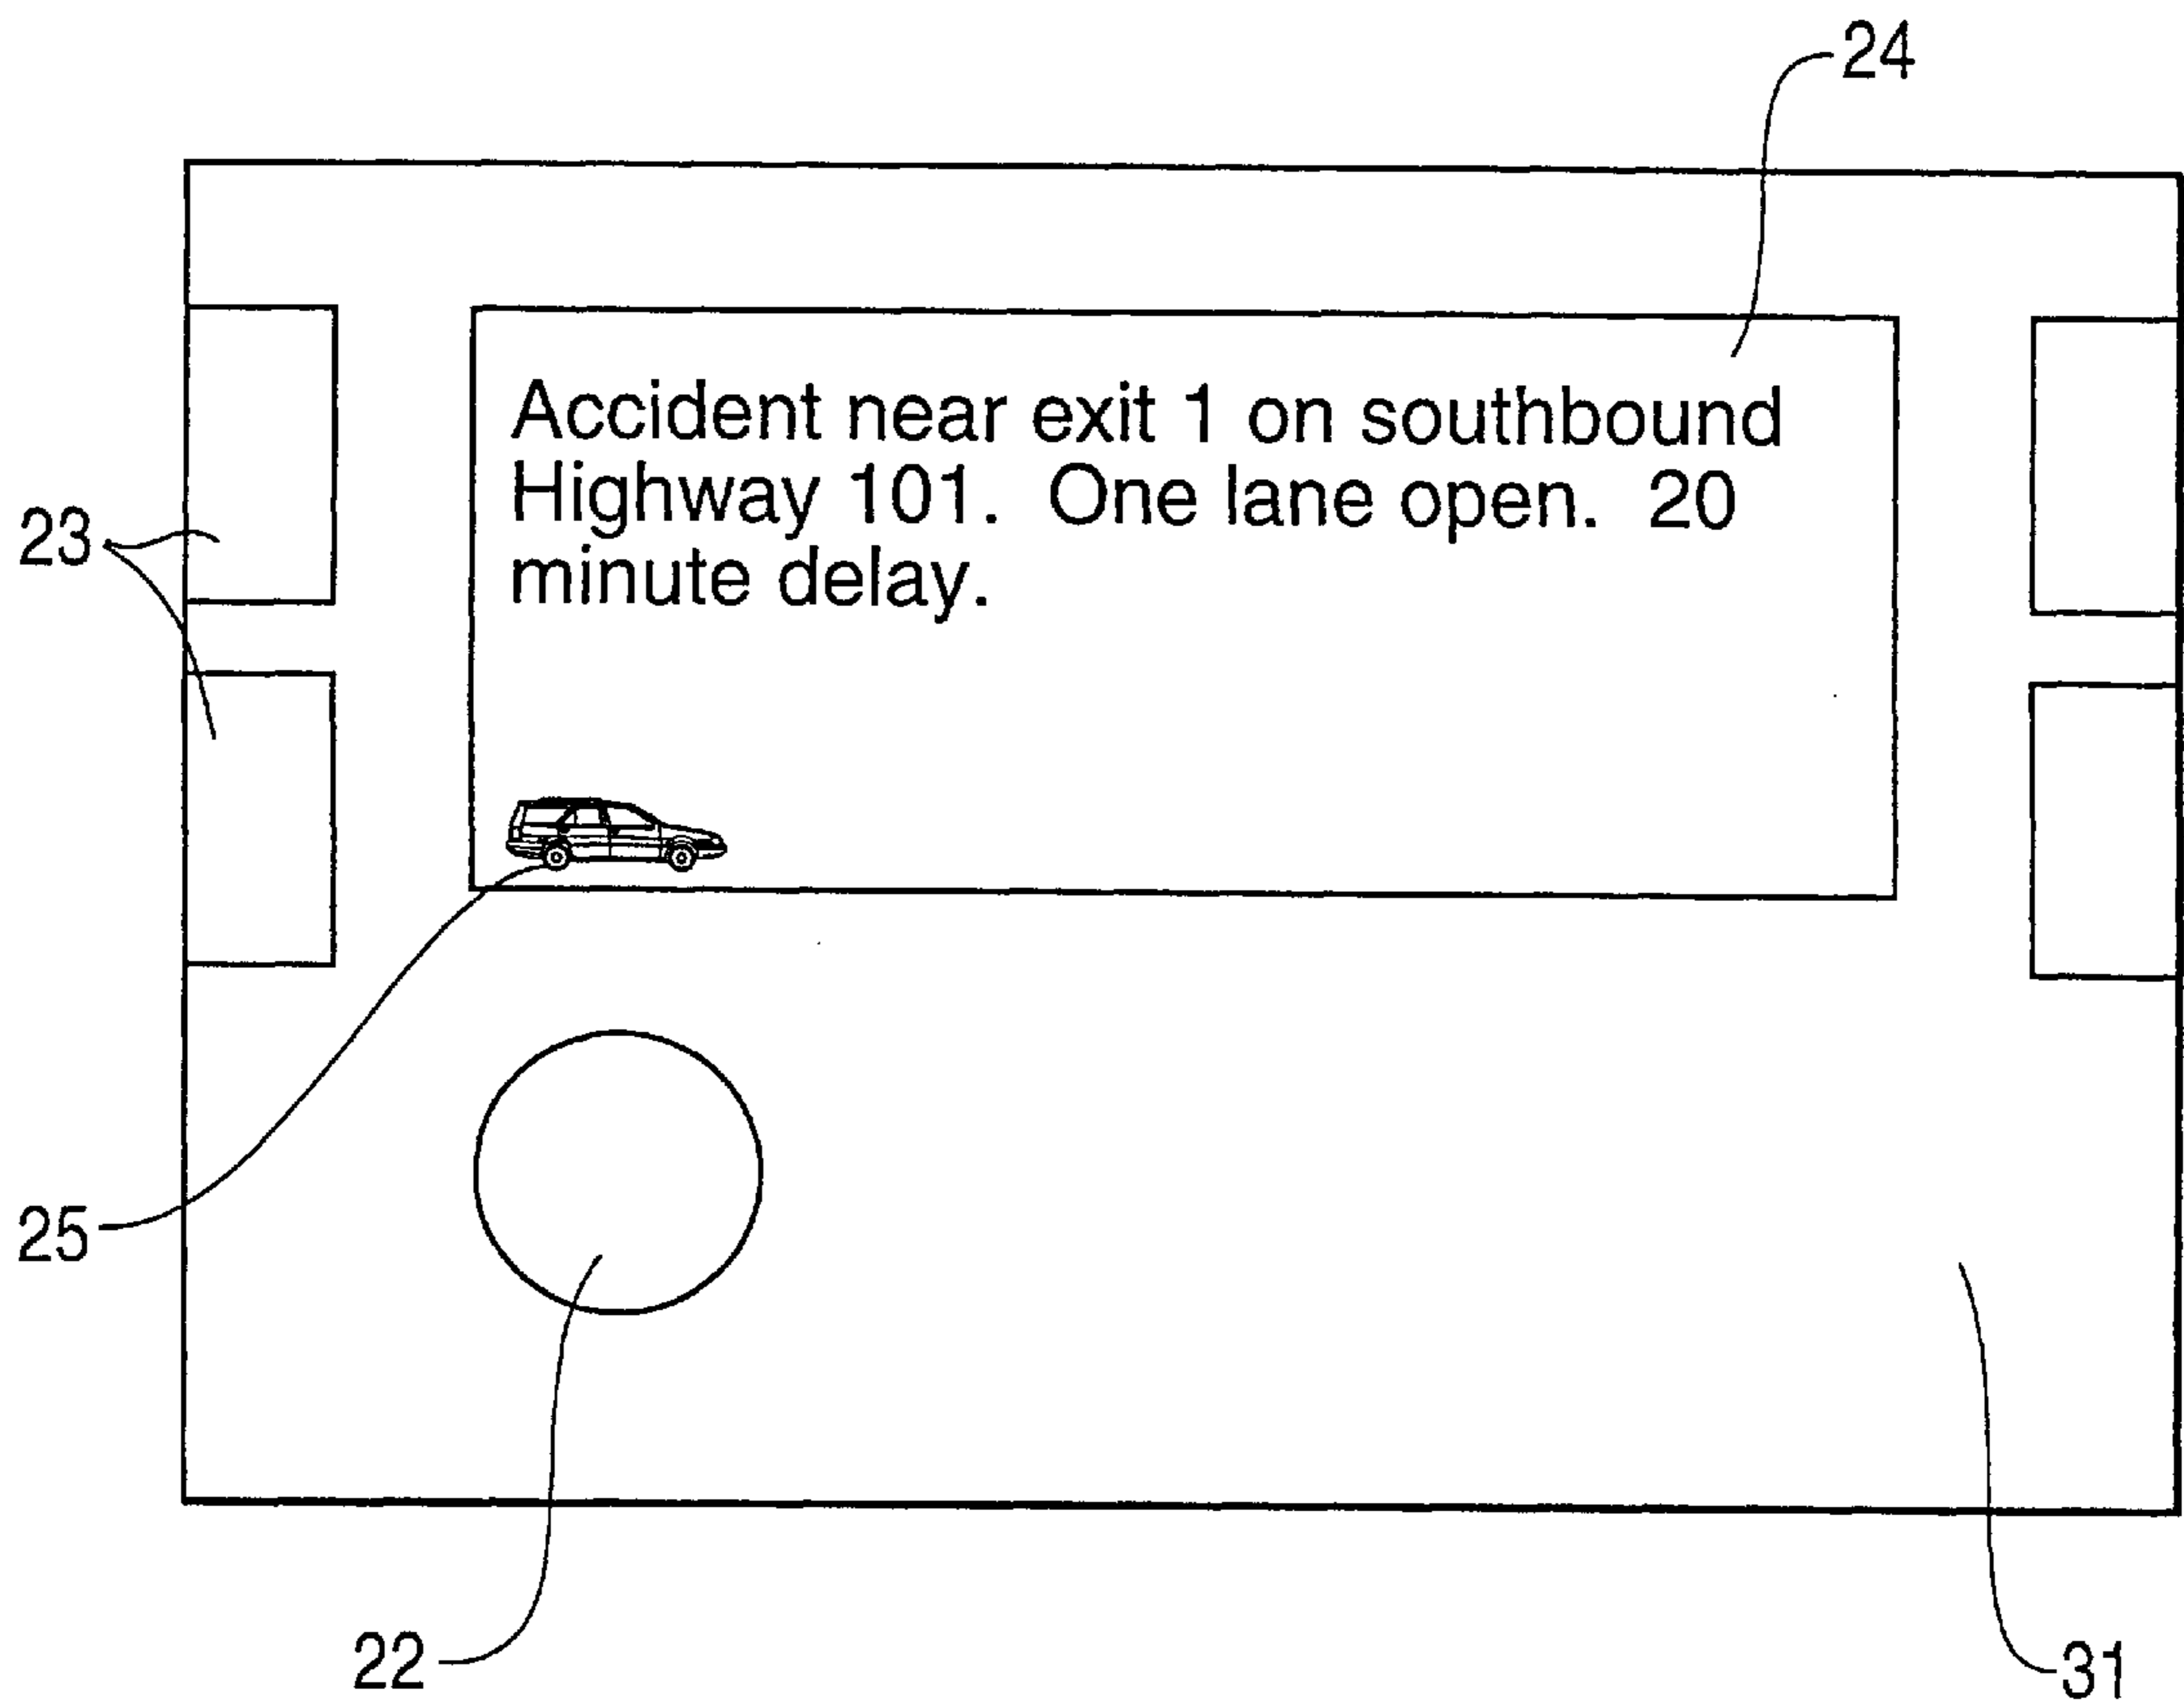 24
Accident near exit 1 on southbound
Highway 101. One lane open. 20
minute delay.
23
25
22
31